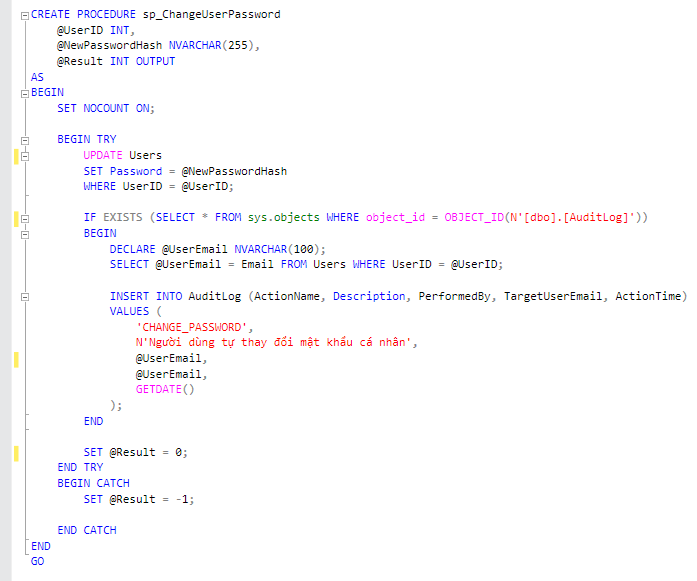 CREATE PROCEDURE sp_ChangeUserPassword
    @UserID INT,
    @NewPasswordHash NVARCHAR(255),
    @Result INT OUTPUT
AS
BEGIN
    SET NOCOUNT ON;

    BEGIN TRY
        UPDATE Users
        SET Password = @NewPasswordHash
        WHERE UserID = @UserID;

        IF EXISTS (SELECT * FROM sys.objects WHERE object_id = OBJECT_ID(N'[dbo].[AuditLog]'))
        BEGIN
            DECLARE @UserEmail NVARCHAR(100);
            SELECT @UserEmail = Email FROM Users WHERE UserID = @UserID;

            INSERT INTO AuditLog (ActionName, Description, PerformedBy, TargetUserEmail, ActionTime)
            VALUES (
                'CHANGE_PASSWORD',
                N'Người dùng tự thay đổi mật khẩu cá nhân',
                @UserEmail,
                @UserEmail,
                GETDATE()
            );
        END

        SET @Result = 0;
    END TRY
    BEGIN CATCH
        SET @Result = -1;

    END CATCH
END
GO